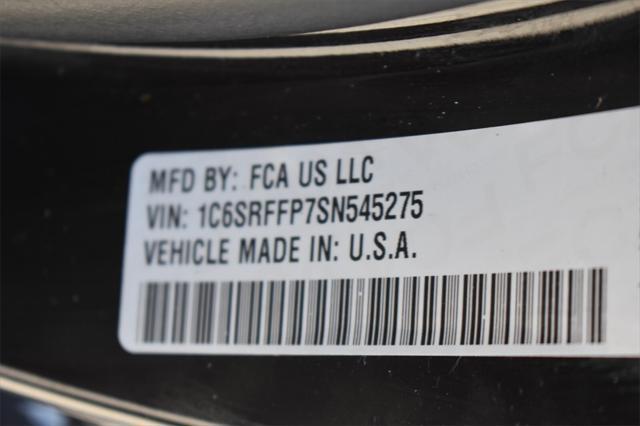 MFD BY: FCA US LLC
VIN: 1C6SRFFP7SN545275
VEHICLE MADE IN: U.S.A.